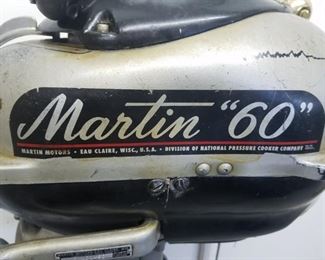 Martin "60"
MARTIN MOTORS • EAU CLAIRE, WISC., U.S.A. • DIVISION OF NATIONAL PRESSURE COOKER COMPANY